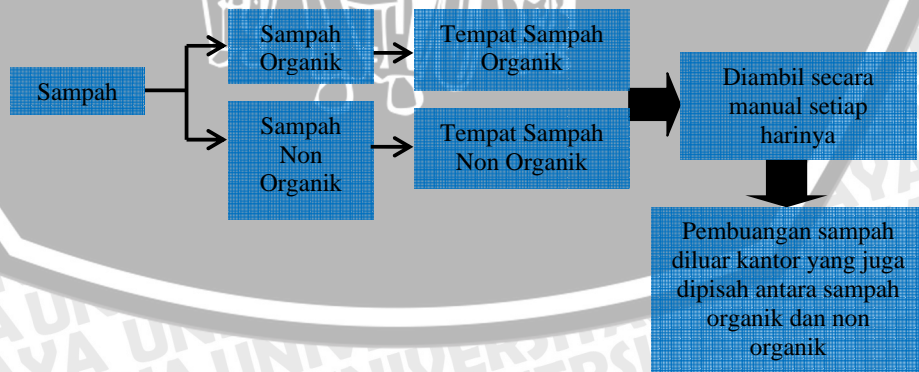 Sampah
Sampah
Organik
Tempat Sampah
Organik
Sampah
Non
Organik
Tempat Sampah
Non Organik
Diambil secara
manual setiap
harinya
Pembuangan sampah
diluar kantor yang juga
dipisah antara sampah
organik dan non
organik